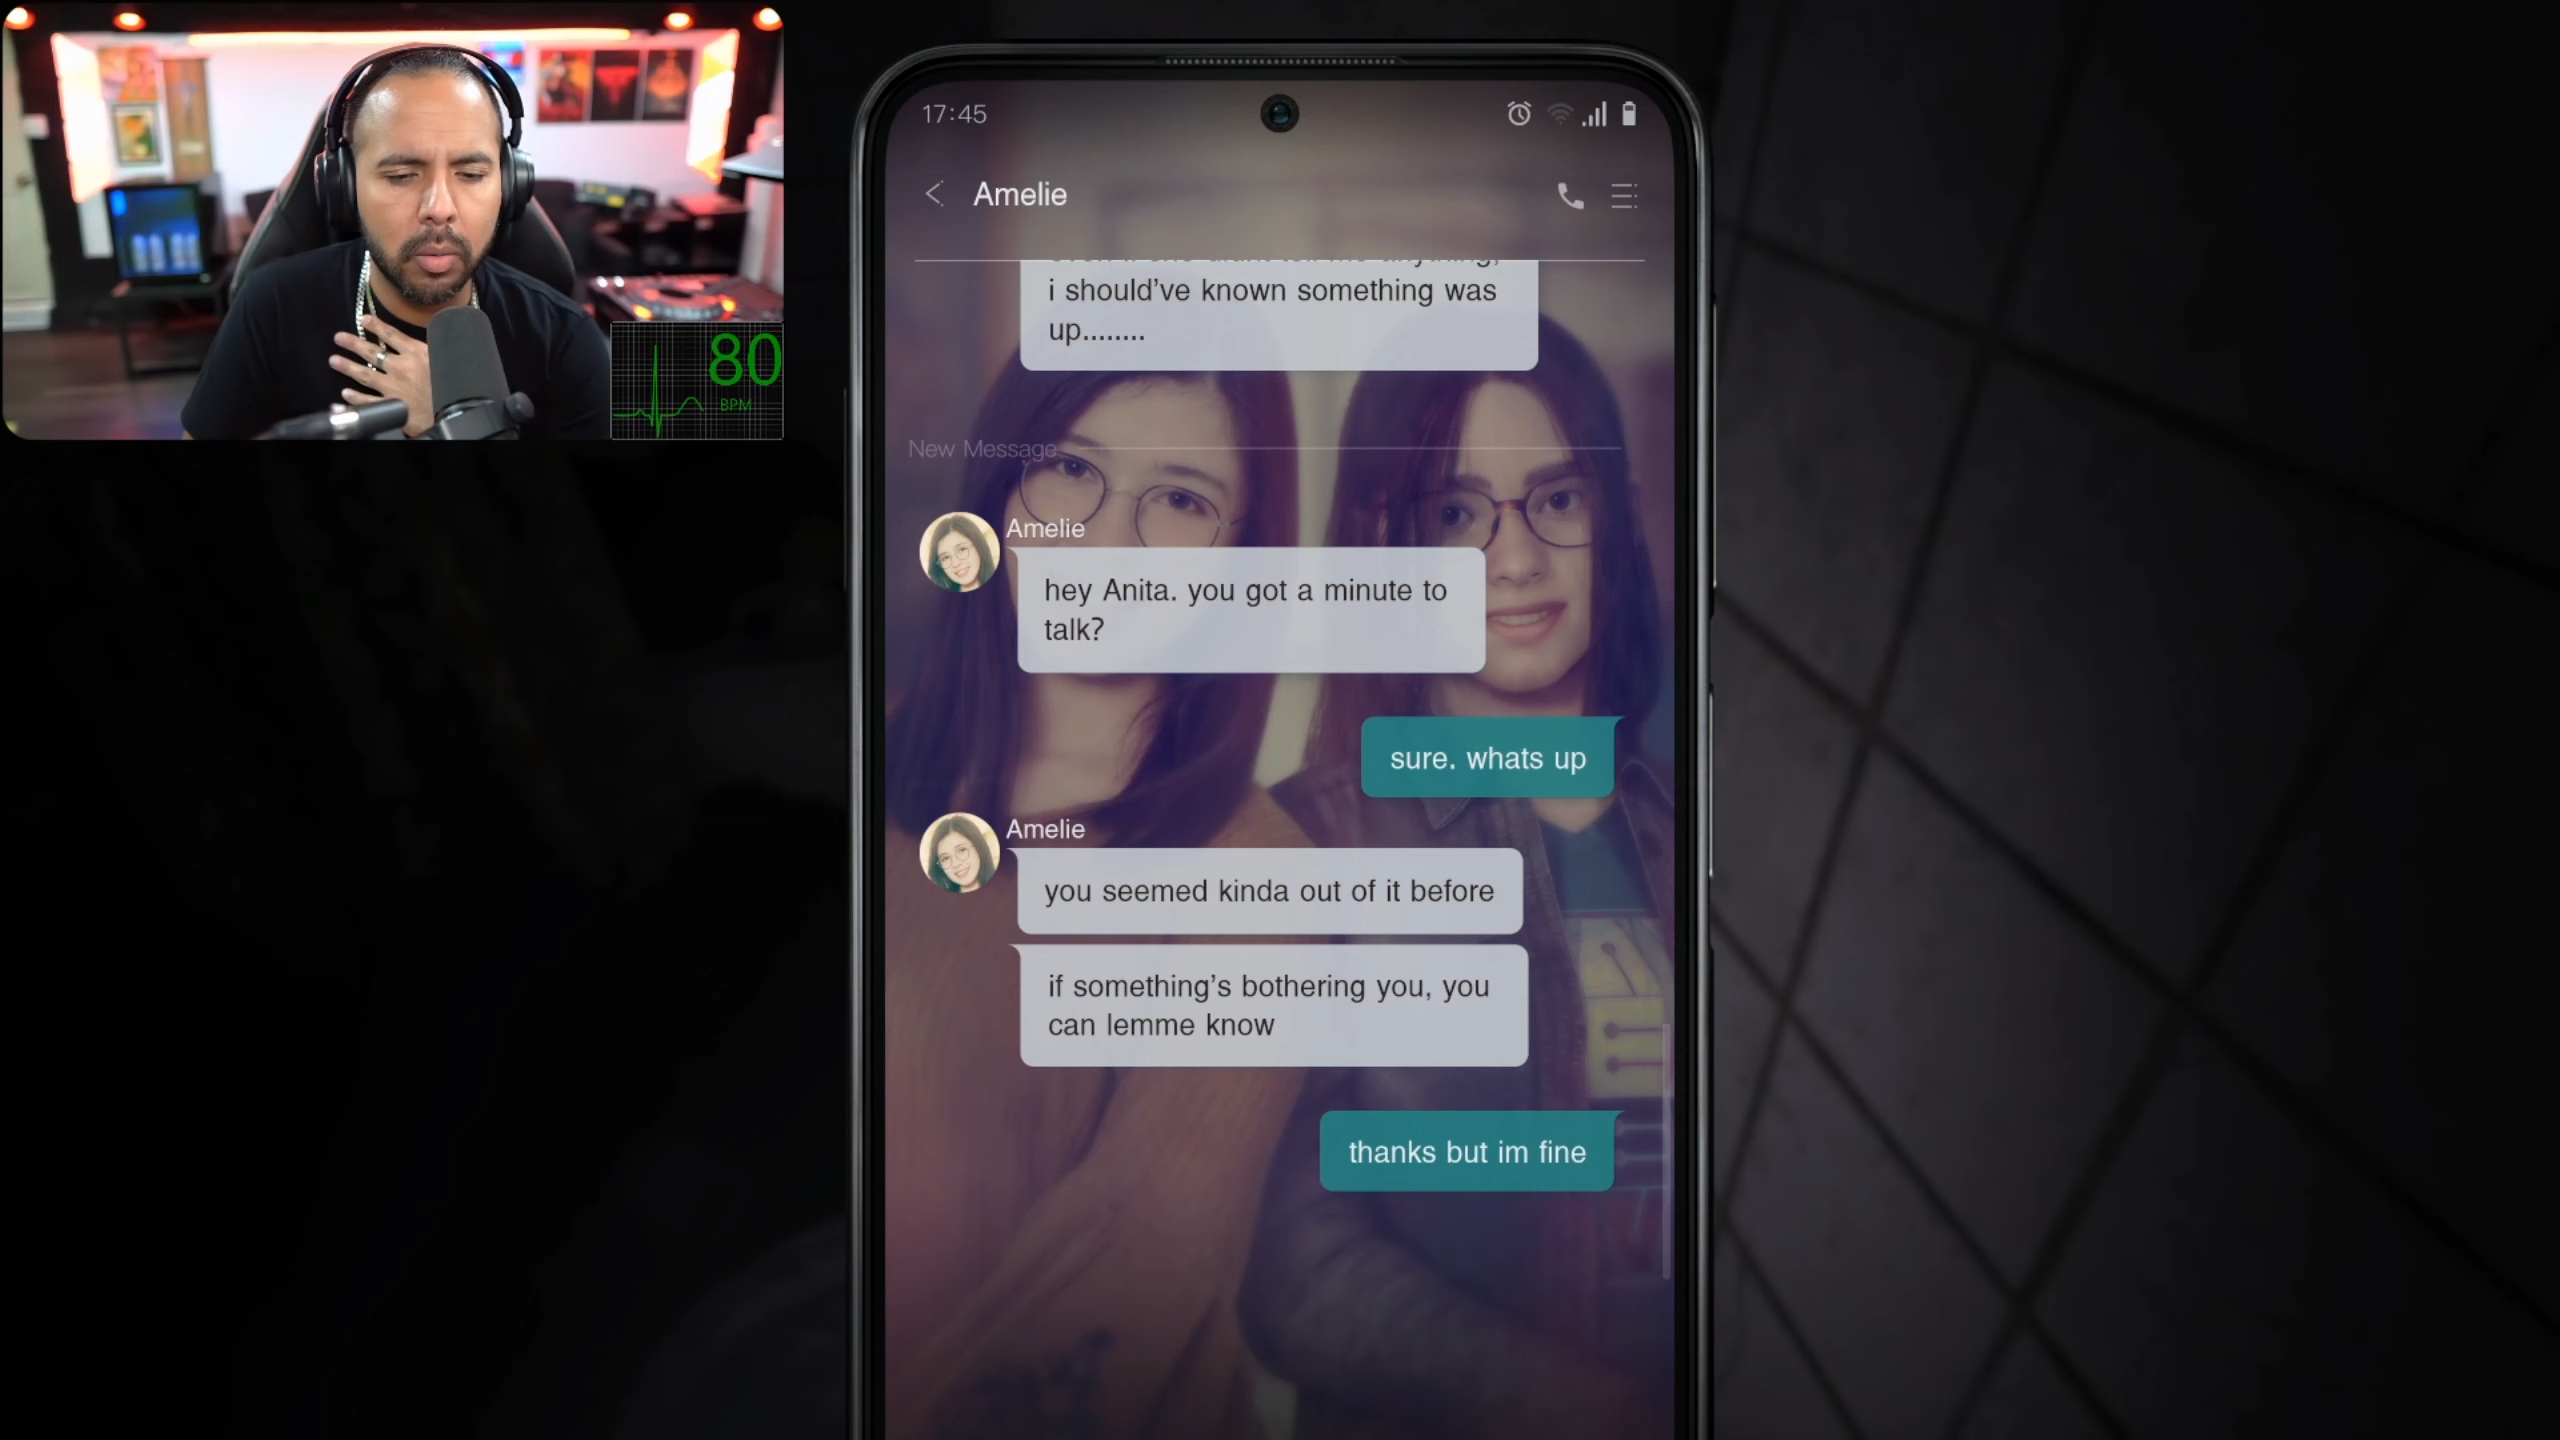 17:45
Amelie
i should’ve known something was
up........
New Message
Amelie
hey Anita. you got a minute to
talk?
sure. whats up
Amelie
you seemed kinda out of it before
if something’s bothering you, you
can lemme know
thanks but im fine
80
BPM